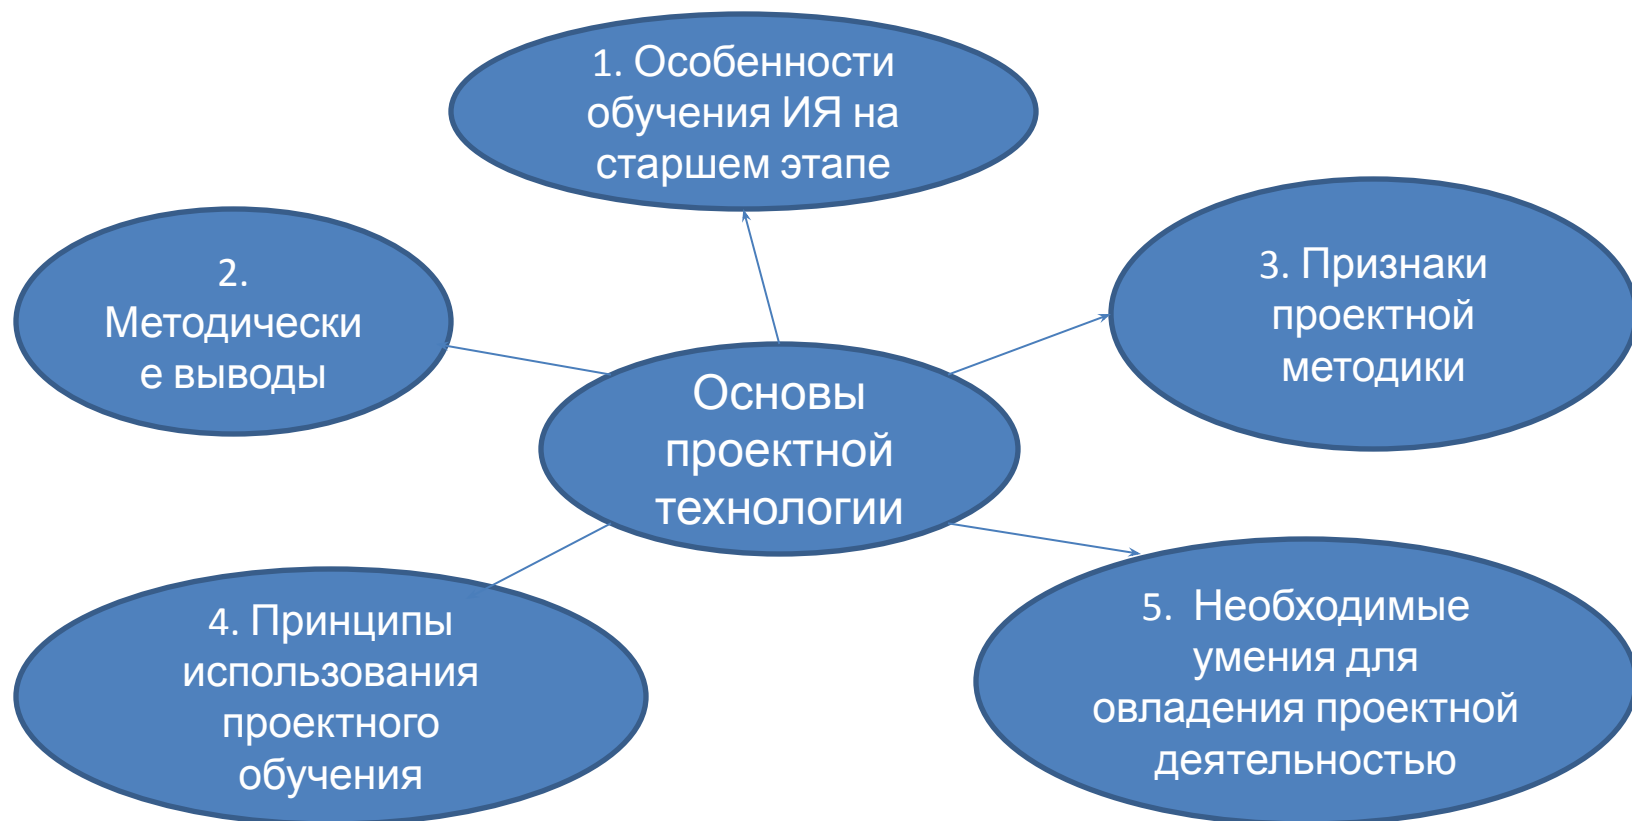 1. Особенности
обучения ИЯ на
старшем этапе
2.
Методически
е выводы
3. Признаки
проектной
методики
Основы
проектной
технологии
4. Принципы
использования
проектного
обучения
5. Необходимые
умения для
овладения проектной
деятельностью